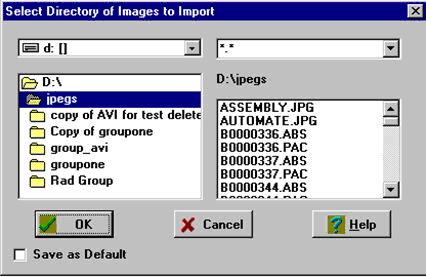 Select Directory of Images to Import
d: []
*.*
D:\
jpegs
copy of AVI for test delete
Copy of groupone
group_avi
groupone
Rad Group
D:\jpegs
ASSEMBLY.JPG
AUTOMATE.JPG
B0000336.ABS
B0000336.PAC
B0000337.ABS
B0000337.PAC
B0000344.ABS
OK
Cancel
Help
Save as Default